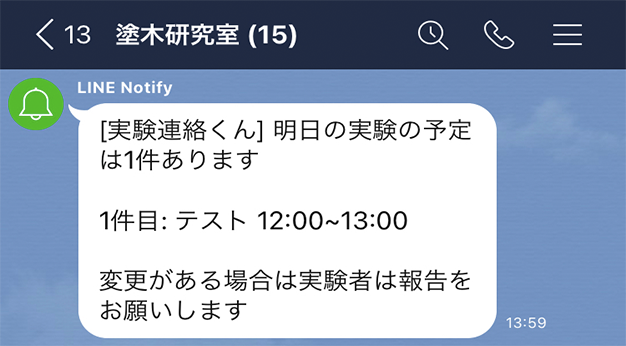 13 塗木研究室 (15)
LINE Notify
[実験連絡くん] 明日の実験の予定
は1件あります
1件目: テスト 12:00~13:00
変更がある場合は実験者は報告を
お願いします
13:59